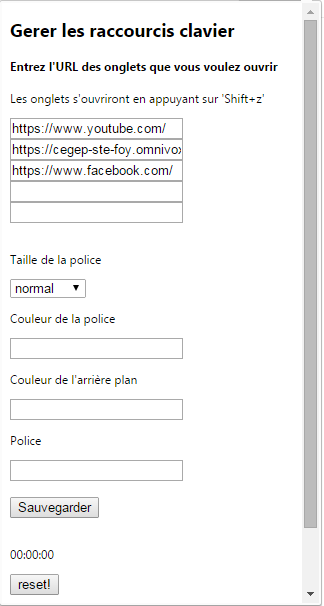 Gerer les raccourcis clavier
Entrez l'URL des onglets que vous voulez ouvrir
Les onglets s'ouvriront en appuyant sur 'Shift+z'
https://www.youtube.com/
https://cegep-ste-foy.omnivox
https://www.facebook.com/
Taille de la police
normal
Couleur de la police
Couleur de l'arrière plan
Police
Sauvegarder
00:00:00
reset!